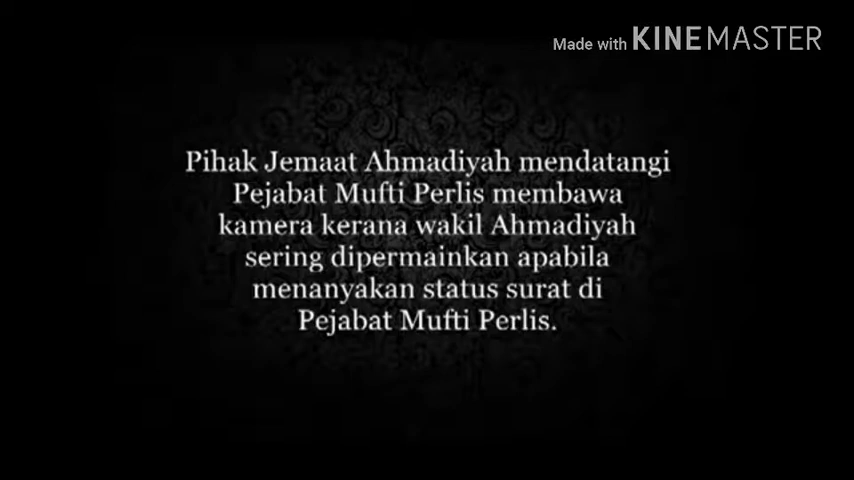 Made with KINEMASTER
Pihak Jemaat Ahmadiyah mendatangi
Pejabat Mufti Perlis membawa
kamera kerana wakil Ahmadiyah
sering dipermainkan apabila
menanyakan status surat di
Pejabat Mufti Perlis.